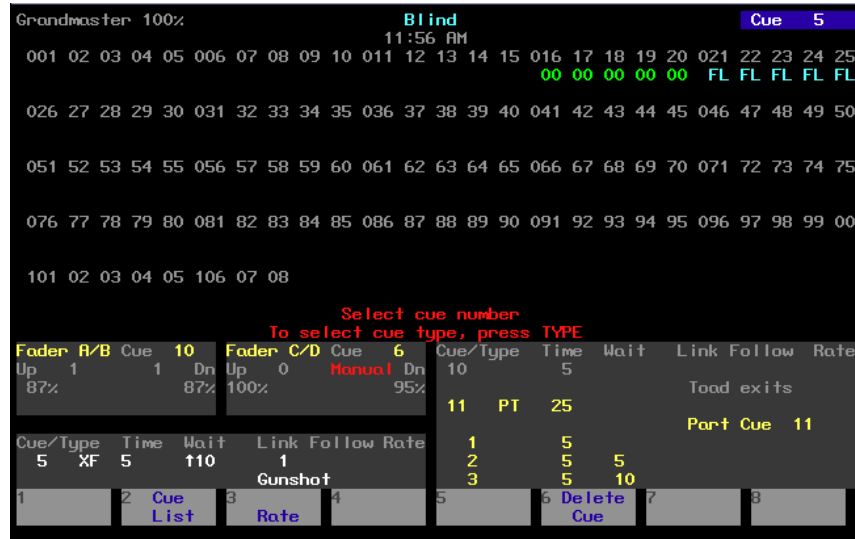 Grandmaster 100% Blind Cue 5
11:56 AM
001 02 03 04 05 006 07 08 09 10 011 12 13 14 15 016 17 18 19 20 021 22 23 24 25
00 00 00 00 00 FL FL FL FL FL
026 27 28 29 30 031 32 33 34 35 036 37 38 39 40 041 42 43 44 45 046 47 48 49 50
051 52 53 54 55 056 57 58 59 60 061 62 63 64 65 066 67 68 69 70 071 72 73 74 75
076 77 78 79 80 081 82 83 84 85 086 87 88 89 90 091 92 93 94 95 096 97 98 99 00
101 02 03 04 05 106 07 08
Select cue number
To select cue type, press TYPE
Fader A/B Cue 10
Up 1 1 Dn
87% 87%
Fader C/D Cue 6
Up 0 Manual Dn
100% 95%
Cue/Type Time Wait Link Follow Rate
5 XF 5 ↑10 1
Gunshot
Cue/Type Time Wait Link Follow Rate
10 5
Toad exits
11 PT 25
Part Cue 11
1 5
2 5 5
3 5 10
1 2 Cue 3 4 5 6 Delete 7 8
List Rate Cue